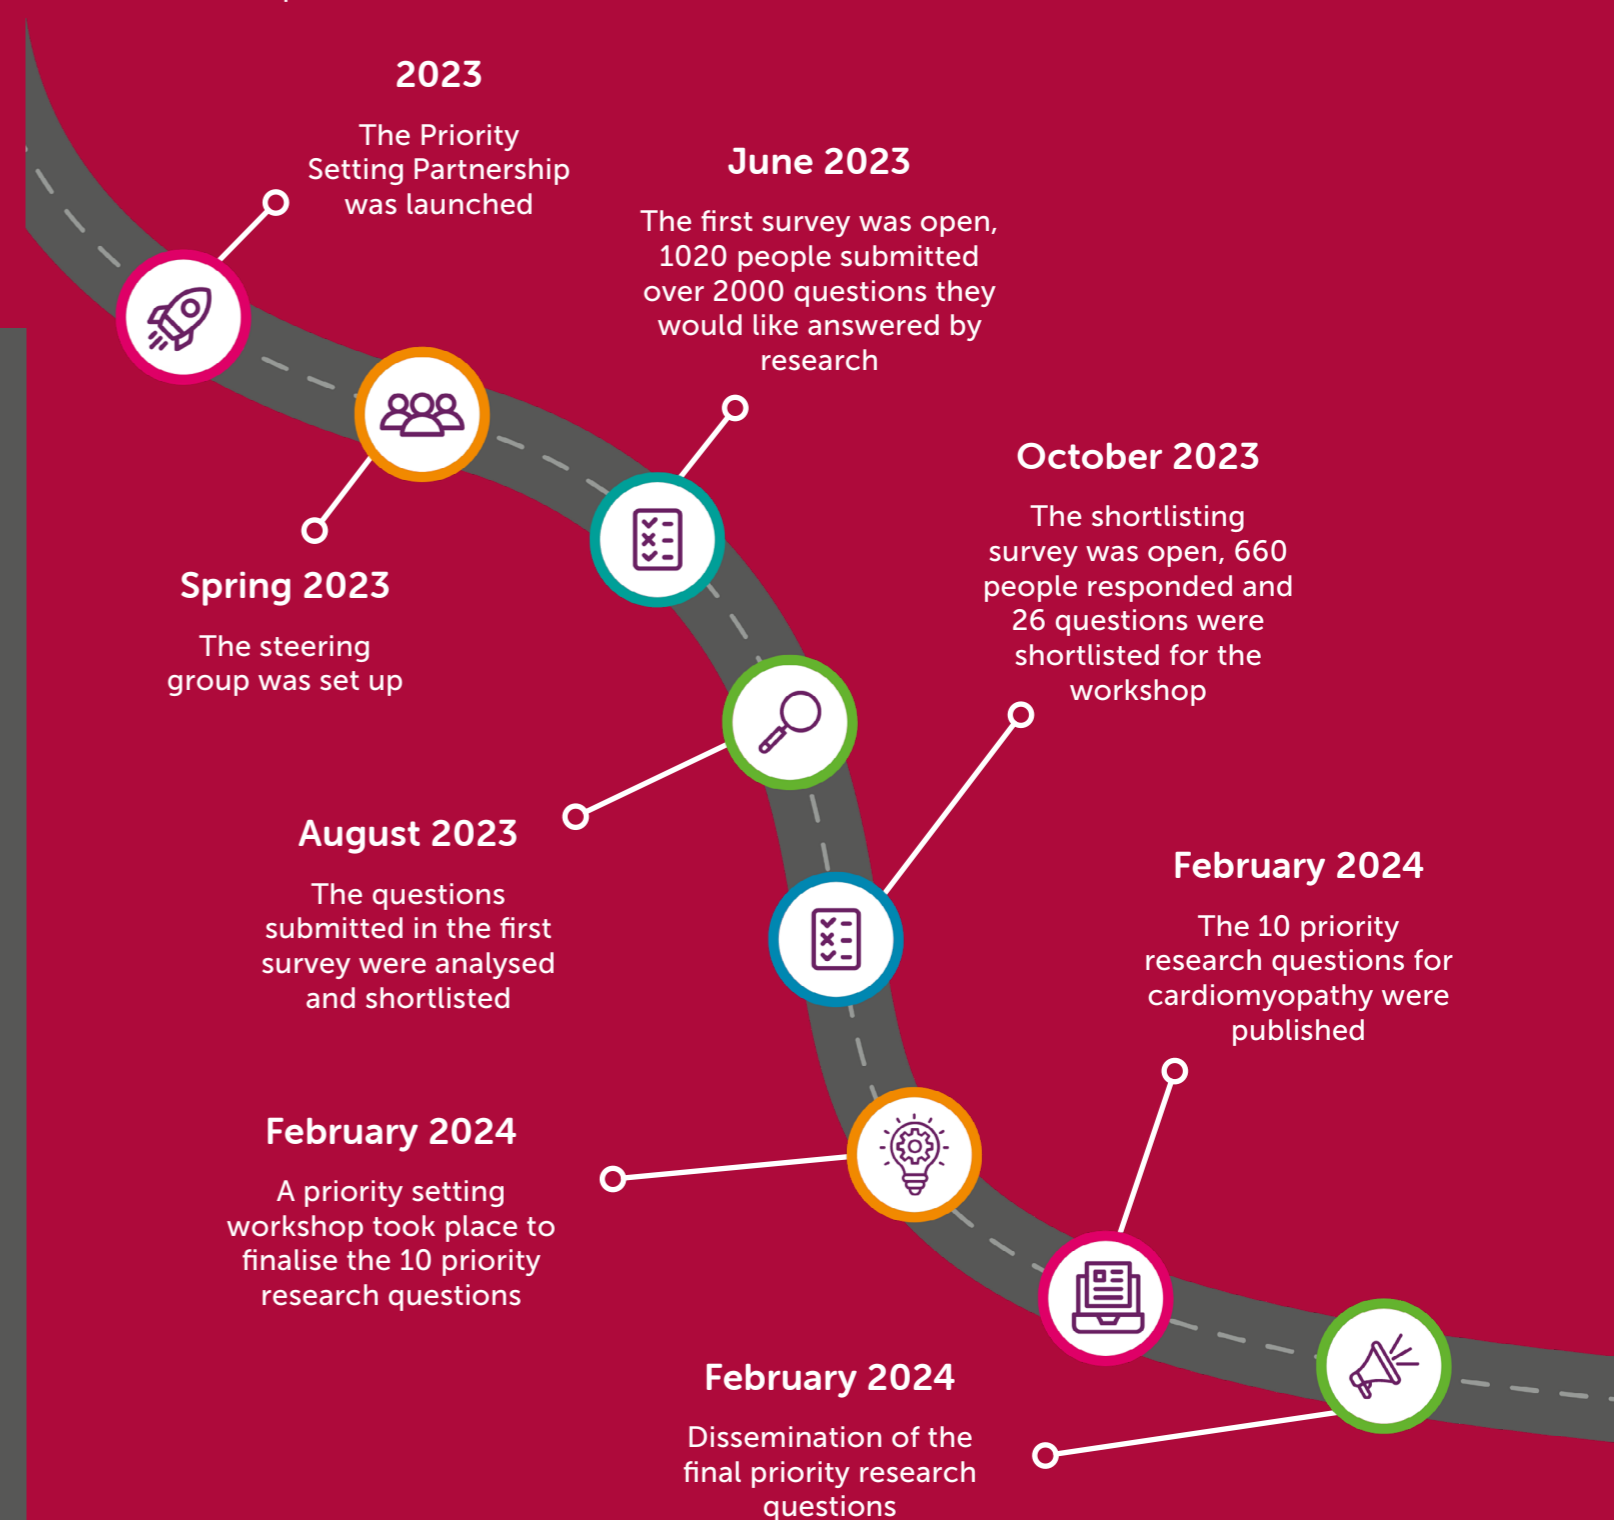 2023
The Priority
Setting Partnership
was launched
June 2023
The first survey was open,
1020 people submitted
over 2000 questions they
would like answered by
research
Spring 2023
The steering
group was set up
October 2023
The shortlisting
survey was open, 660
people responded and
26 questions were
shortlisted for the
workshop
August 2023
The questions
submitted in the first
survey were analysed
and shortlisted
February 2024
The 10 priority
research questions for
cardiomyopathy were
published
February 2024
A priority setting
workshop took place to
finalise the 10 priority
research questions
February 2024
Dissemination of the
final priority research
questions